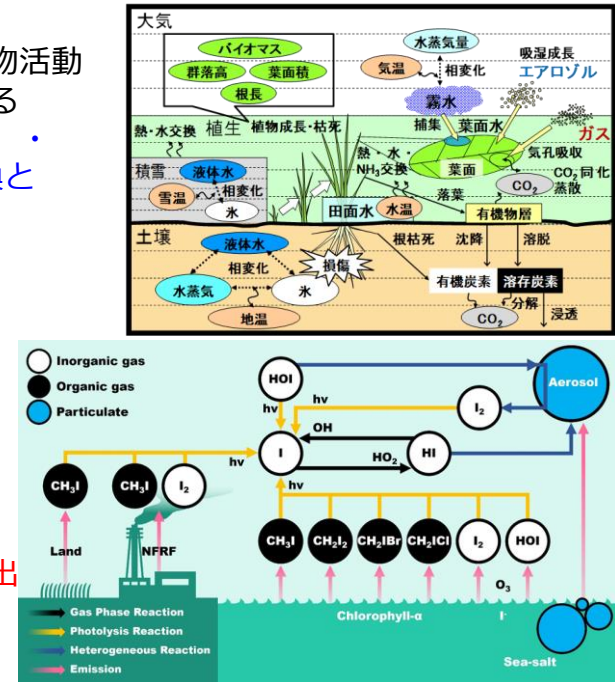 物活動
る
・
と
出
大気
バイオマス
群落高
葉面積
根長
水蒸気量
気温
相変化
吸湿成長
エアロゾル
霧水
捕集
葉面水
ガス
熱・水交換
植生
植物成長・枯死
熱・水・
NH3交換
葉面
気孔吸収
CO2
CO2同化
蒸散
積雪
液体水
相変化
雪温
氷
落葉
田面水
水温
有機物層
土壌
液体水
相変化
水蒸気
氷
地温
損傷
根枯死
沈降
溶脱
有機炭素
溶存炭素
分解
CO2
浸透
Inorganic gas
Organic gas
Particulate
HOI
hv
hv
I2
Aerosol
OH
I
HI
HO2
hv
hv
CH3I
CH3I
I2
Land
NFRF
CH3I
CH2I2
CH2IBr
CH2ICl
I2
HOI
O3
Gas Phase Reaction
Photolysis Reaction
Heterogeneous Reaction
Emission
Chlorophyll-α
I-
Sea-salt